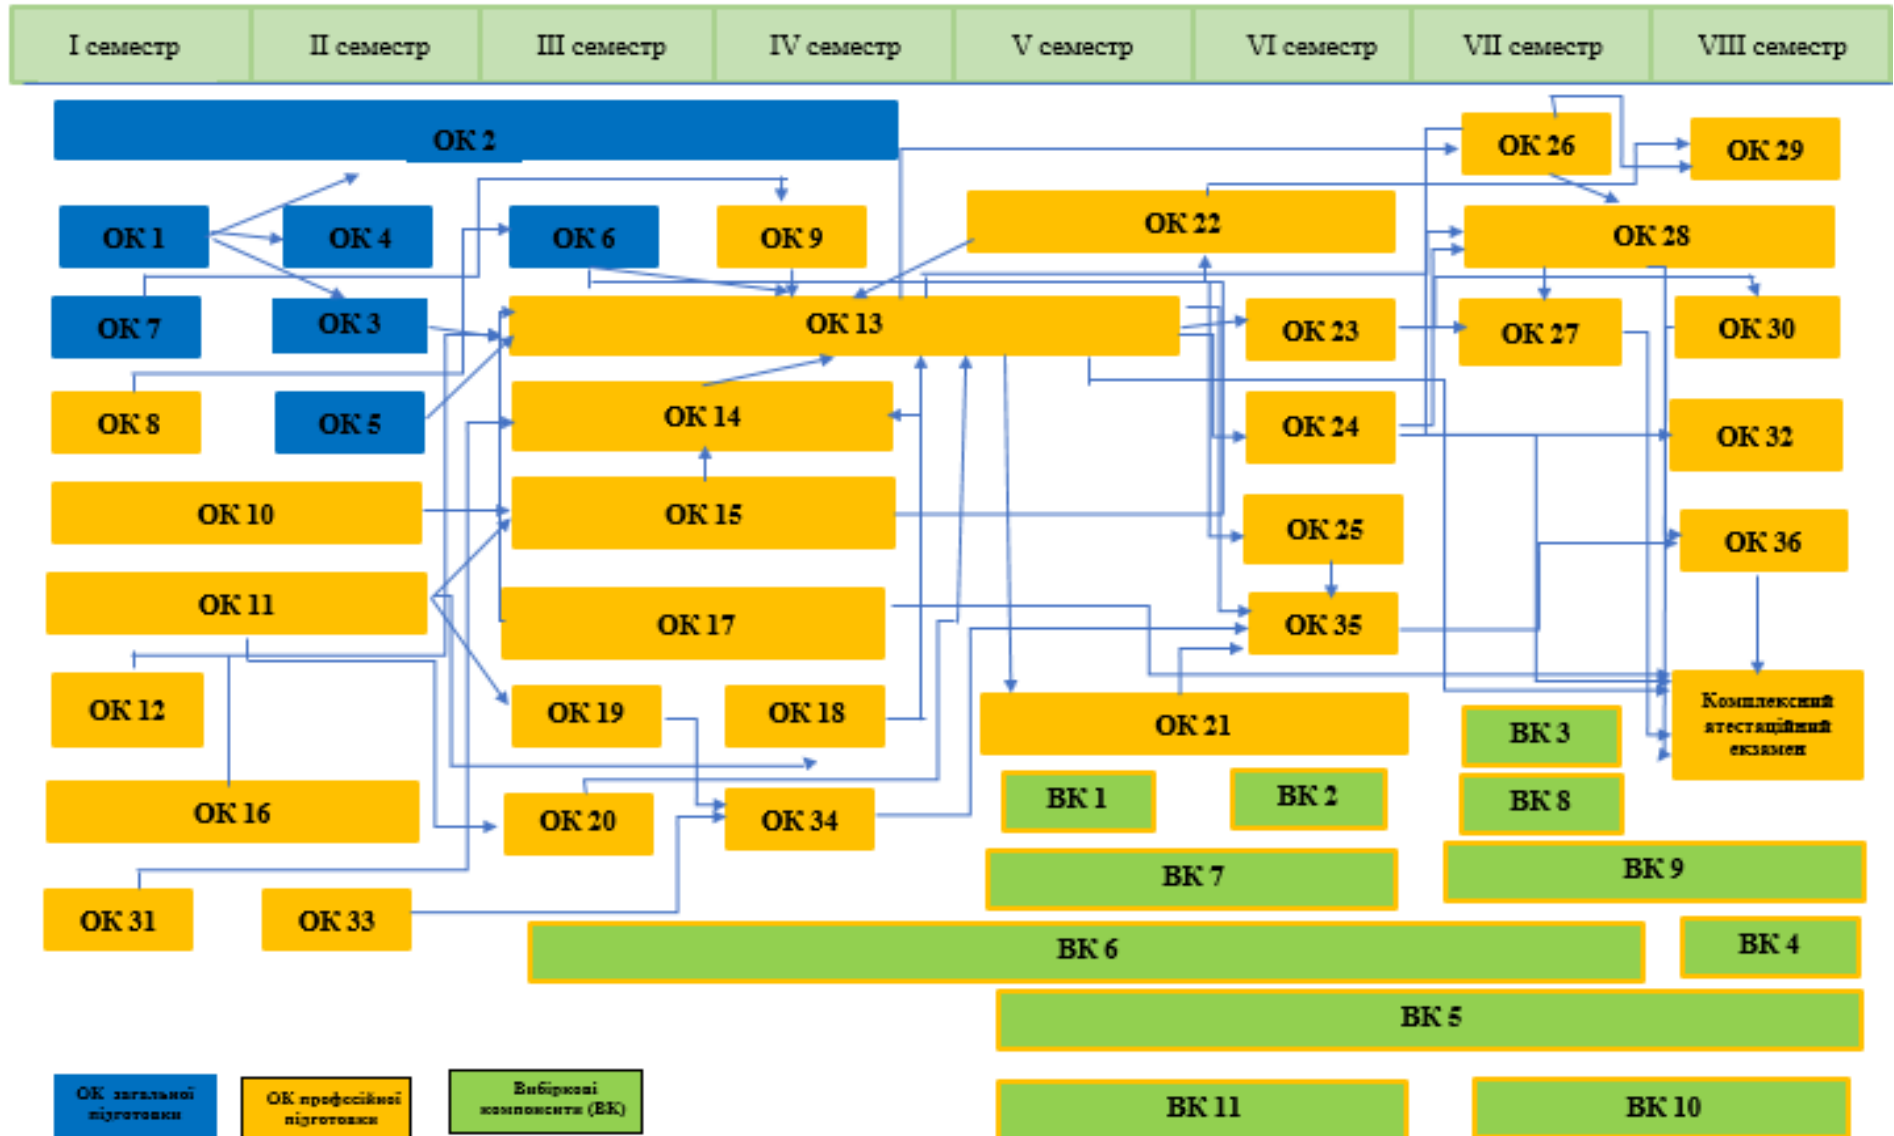 I семестр
II семестр
III семестр
IV семестр
V семестр
VI семестр
VII семестр
VIII семестр
ОК 2
ОК 26
ОК 29
ОК 1
ОК 4
ОК 6
ОК 9
ОК 22
ОК 28
ОК 7
ОК 3
ОК 13
ОК 23
ОК 27
ОК 30
ОК 8
ОК 5
ОК 14
ОК 24
ОК 32
ОК 10
ОК 15
ОК 25
ОК 36
ОК 11
ОК 17
ОК 35
ОК 12
ОК 19
ОК 18
ОК 21
ВК 3
Комплексний
атестаційний
екзамен
ОК 16
ОК 20
ОК 34
ВК 1
ВК 2
ВК 8
ВК 7
ВК 9
ОК 31
ОК 33
ВК 6
ВК 4
ВК 5
ОК загальної
підготовки
ОК професійної
підготовки
Вибіркові
компоненти (ВК)
ВК 11
ВК 10